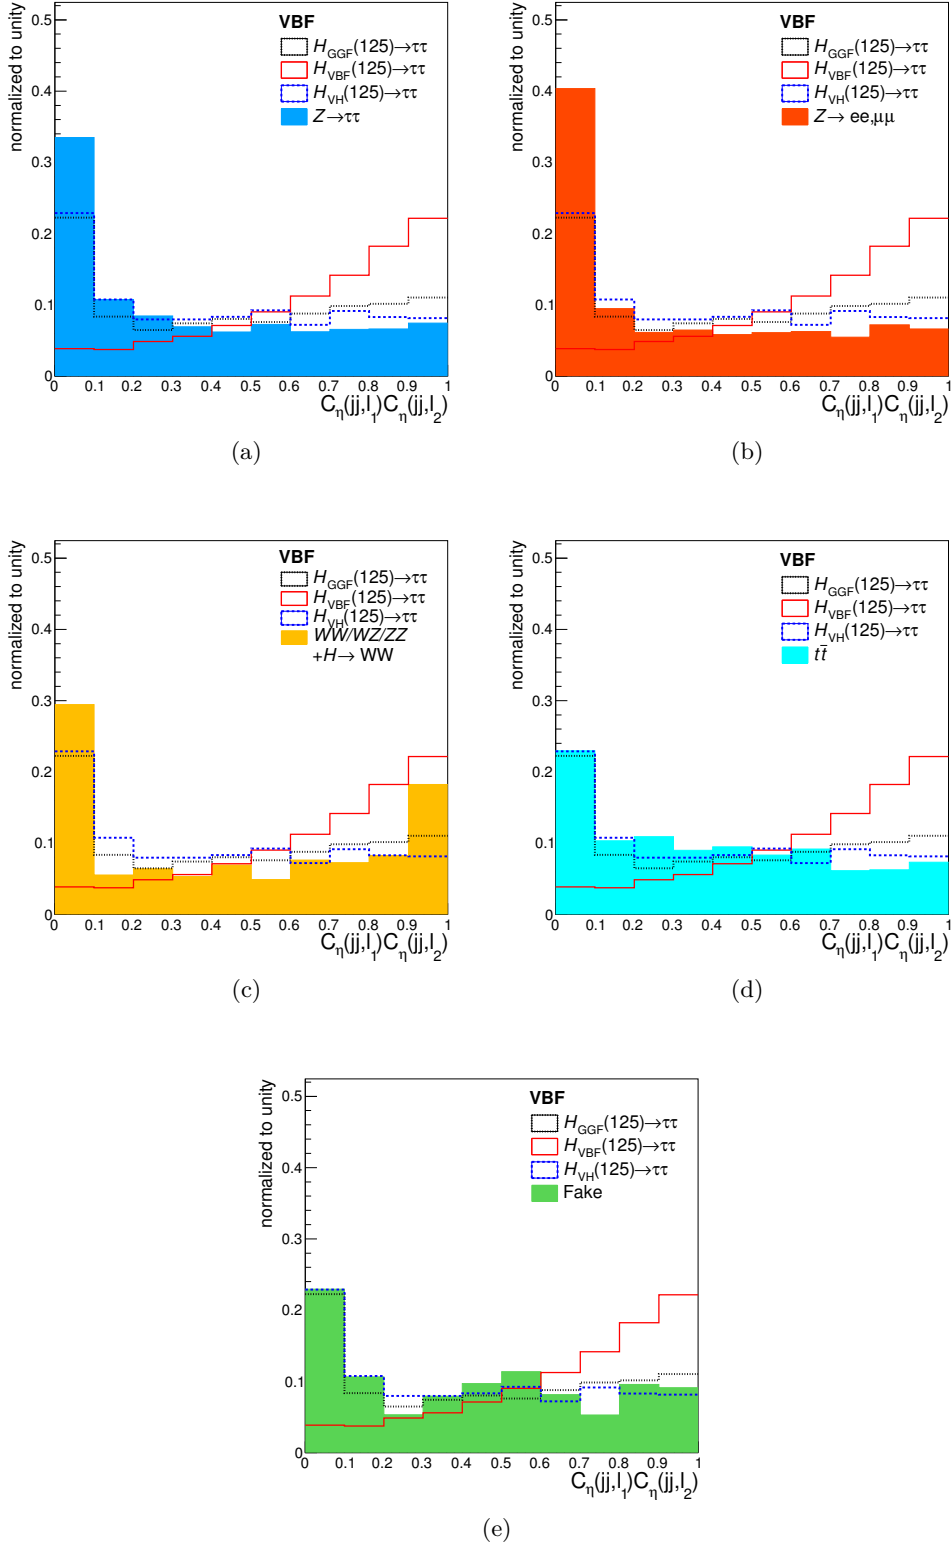 normalized to unity
0.5
0.4
0.3
0.2
0.1
0
VBF
H_GGF(125)→ττ
H_VBF(125)→ττ
H_VH(125)→ττ
Z→ττ
0 0.1 0.2 0.3 0.4 0.5 0.6 0.7 0.8 0.9 1
C_η(jj,l_1)C_η(jj,l_2)
(a)
normalized to unity
0.5
0.4
0.3
0.2
0.1
0
VBF
H_GGF(125)→ττ
H_VBF(125)→ττ
H_VH(125)→ττ
Z→ ee,μμ
0 0.1 0.2 0.3 0.4 0.5 0.6 0.7 0.8 0.9 1
C_η(jj,l_1)C_η(jj,l_2)
(b)
normalized to unity
0.5
0.4
0.3
0.2
0.1
0
VBF
H_GGF(125)→ττ
H_VBF(125)→ττ
H_VH(125)→ττ
WW/WZ/ZZ
+H→ WW
0 0.1 0.2 0.3 0.4 0.5 0.6 0.7 0.8 0.9 1
C_η(jj,l_1)C_η(jj,l_2)
(c)
normalized to unity
0.5
0.4
0.3
0.2
0.1
0
VBF
H_GGF(125)→ττ
H_VBF(125)→ττ
H_VH(125)→ττ
tt̄
0 0.1 0.2 0.3 0.4 0.5 0.6 0.7 0.8 0.9 1
C_η(jj,l_1)C_η(jj,l_2)
(d)
normalized to unity
0.5
0.4
0.3
0.2
0.1
0
VBF
H_GGF(125)→ττ
H_VBF(125)→ττ
H_VH(125)→ττ
Fake
0 0.1 0.2 0.3 0.4 0.5 0.6 0.7 0.8 0.9 1
C_η(jj,l_1)C_η(jj,l_2)
(e)